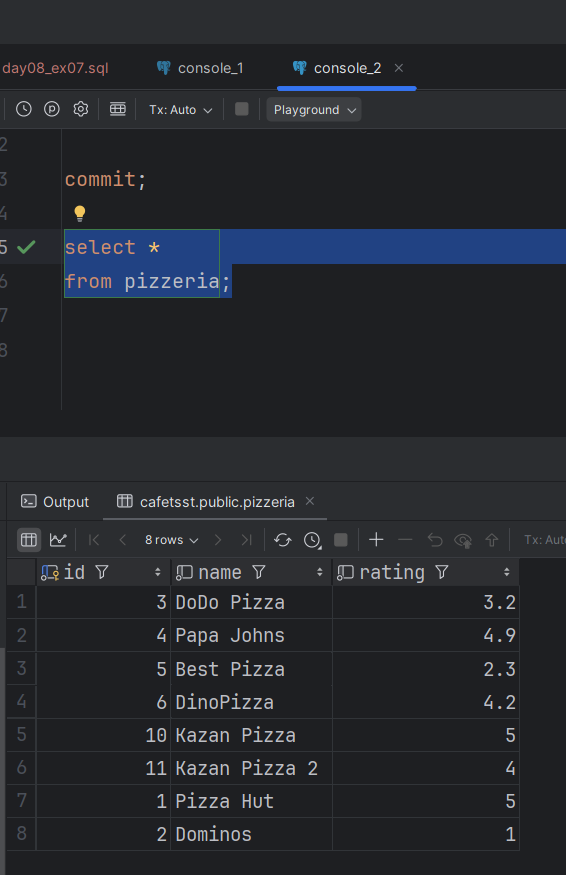 day08_ex07.sql console_1 console_2
Tx: Auto Playground
2
3 commit;
4
5 select *
6 from pizzeria;
7
8
Output cafetsst.public.pizzeria
8 rows Tx: Aut
id name rating
1 3 DoDo Pizza 3.2
2 4 Papa Johns 4.9
3 5 Best Pizza 2.3
4 6 DinoPizza 4.2
5 10 Kazan Pizza 5
6 11 Kazan Pizza 2 4
7 1 Pizza Hut 5
8 2 Dominos 1